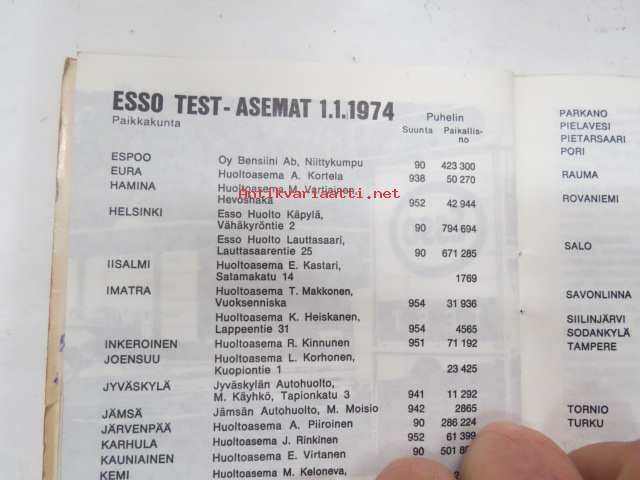 ESSO TEST-ASEMAT 1.1.1974
Paikkakunta
Puhelin
Suunta Paikallis-
no
ESPOO Oy Bensiini Ab, Niittykumpu 90 423 300
EURA Huoltoasema A. Kortela 938 50 270
HAMINA Huoltoasema M. Vartiainen,
Hevoshaka 952 42 944
HELSINKI Esso Huolto Käpylä,
Vähäkyröntie 2 90 794 694
Esso Huolto Lauttasaari,
Lauttasaarentie 25 90 671 285
IISALMI Huoltoasema E. Kastari,
Satamakatu 14 1769
IMATRA Huoltoasema T. Makkonen,
Vuoksenniska 954 31 936
Huoltoasema K. Heiskanen,
Lappeentie 31 954 4565
INKEROINEN Huoltoasema R. Kinnunen 951 71 192
JOENSUU Huoltoasema L. Korhonen,
Kuopiontie 1 23 425
JYVÄSKYLÄ Jyväskylän Autohuolto,
M. Käyhkö, Tapionkatu 3 941 11 292
JÄMSÄ Jämsän Autohuolto, M. Moisio 942 2865
JÄRVENPÄÄ Huoltoasema A. Piiroinen 90 286 224
KARHULA Huoltoasema J. Rinkinen 952 61 399
KAUNIAINEN Huoltoasema E. Virtanen 90 501
KEMI Huoltoasema M. Keloneva,
PARKANO
PIELAVESI
PIETARSAARI
PORI
RAUMA
ROVANIEMI
SALO
SAVONLINNA
SIILINJÄRVI
SODANKYLÄ
TAMPERE
TORNIO
TURKU
Antikvariaatti.net